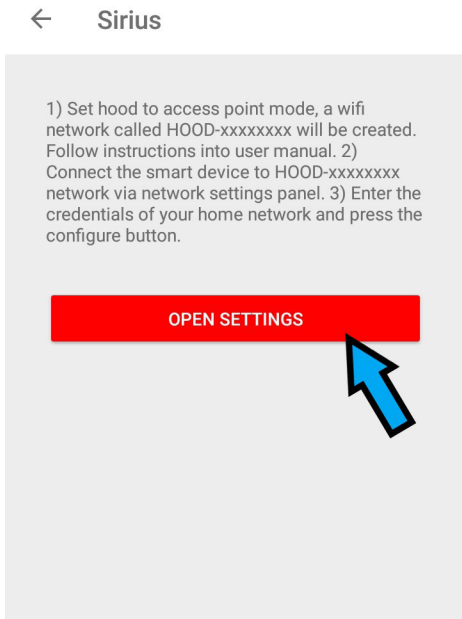 Sirius
1) Set hood to access point mode, a wifi
network called HOOD-xxxxxxxx will be created.
Follow instructions into user manual. 2)
Connect the smart device to HOOD-xxxxxxxx
network via network settings panel. 3) Enter the
credentials of your home network and press the
configure button.
OPEN SETTINGS